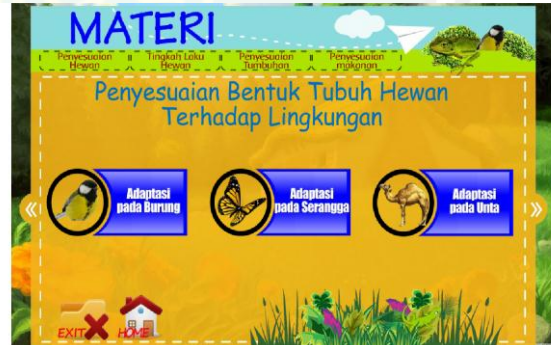 MATERI
Penyesuaian Hewan
Tingkah Laku Hewan
Penyesuaian Tumbuhan
Penyesuaian makanan
Penyesuaian Bentuk Tubuh Hewan
Terhadap Lingkungan
Adaptasi
pada Burung
Adaptasi
pada Serangga
Adaptasi
pada Unta
EXIT
HOME